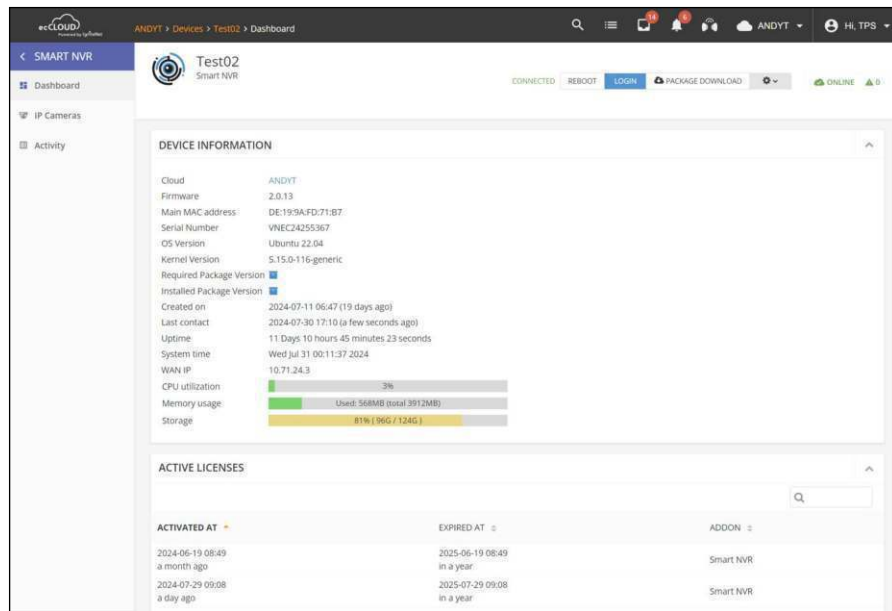 ecCLOUD
ANDYT > Devices > Test02 > Dashboard
14
6
ANDYT
Hi, TPS
SMART NVR
Dashboard
IP Cameras
Activity
Test02
Smart NVR
CONNECTED
REBOOT
LOGIN
PACKAGE DOWNLOAD
ONLINE
0
DEVICE INFORMATION
Cloud ANDYT
Firmware 2.0.13
Main MAC address DE:19:9A:FD:71:B7
Serial Number VNEC24255367
OS Version Ubuntu 22.04
Kernel Version 5.15.0-116-generic
Required Package Version
Installed Package Version
Created on 2024-07-11 06:47 (19 days ago)
Last contact 2024-07-30 17:10 (a few seconds ago)
Uptime 11 Days 10 hours 45 minutes 23 seconds
System time Wed Jul 31 00:11:37 2024
WAN IP 10.71.24.3
CPU utilization 3%
Memory usage Used: 568MB (total 3912MB)
Storage 81% ( 96G / 124G )
ACTIVE LICENSES
ACTIVATED AT EXPIRED AT ADDON
2024-06-19 08:49 2025-06-19 08:49 Smart NVR
a month ago in a year
2024-07-29 09:08 2025-07-29 09:08 Smart NVR
a day ago in a year